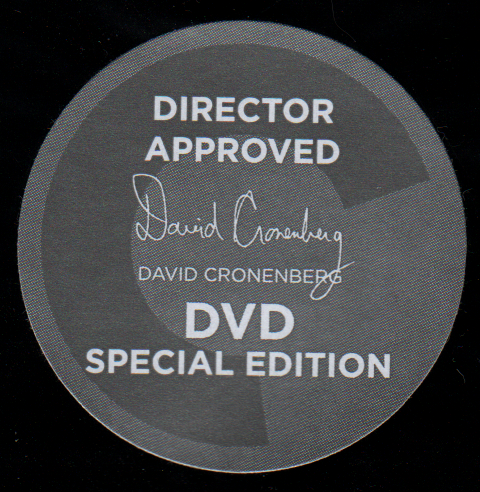 DIRECTOR
APPROVED
David Cronenberg
DAVID CRONENBERG
DVD
SPECIAL EDITION